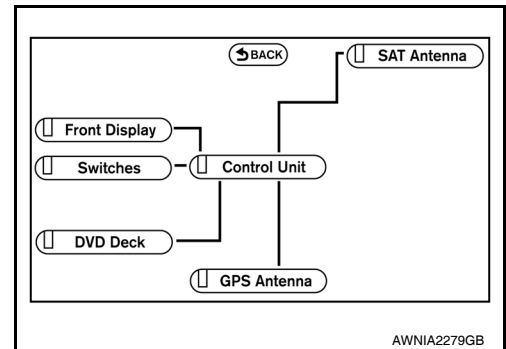 BACK
SAT Antenna
Front Display
Switches
Control Unit
DVD Deck
GPS Antenna
AWNIA2279GB